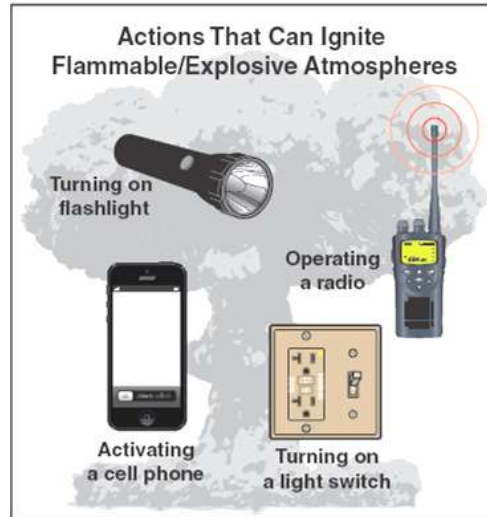 Actions That Can Ignite
Flammable/Explosive Atmospheres
Turning on
flashlight
Operating
a radio
Activating
a cell phone
Turning on
a light switch